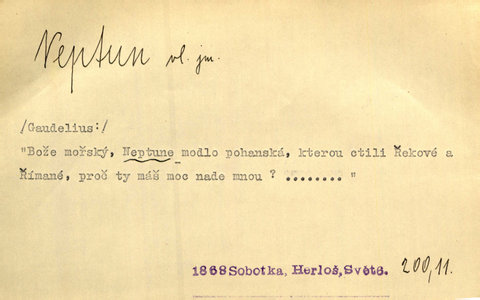 Neptun vl. jm.
/Gaudelius:/
"Bože mořský, Neptune modlo pohanská, kterou ctili Řekové a
Římané, proč ty máš moc nade mnou ? ........ "
1868 Sobotka, Herloš, Světs. 200,11.